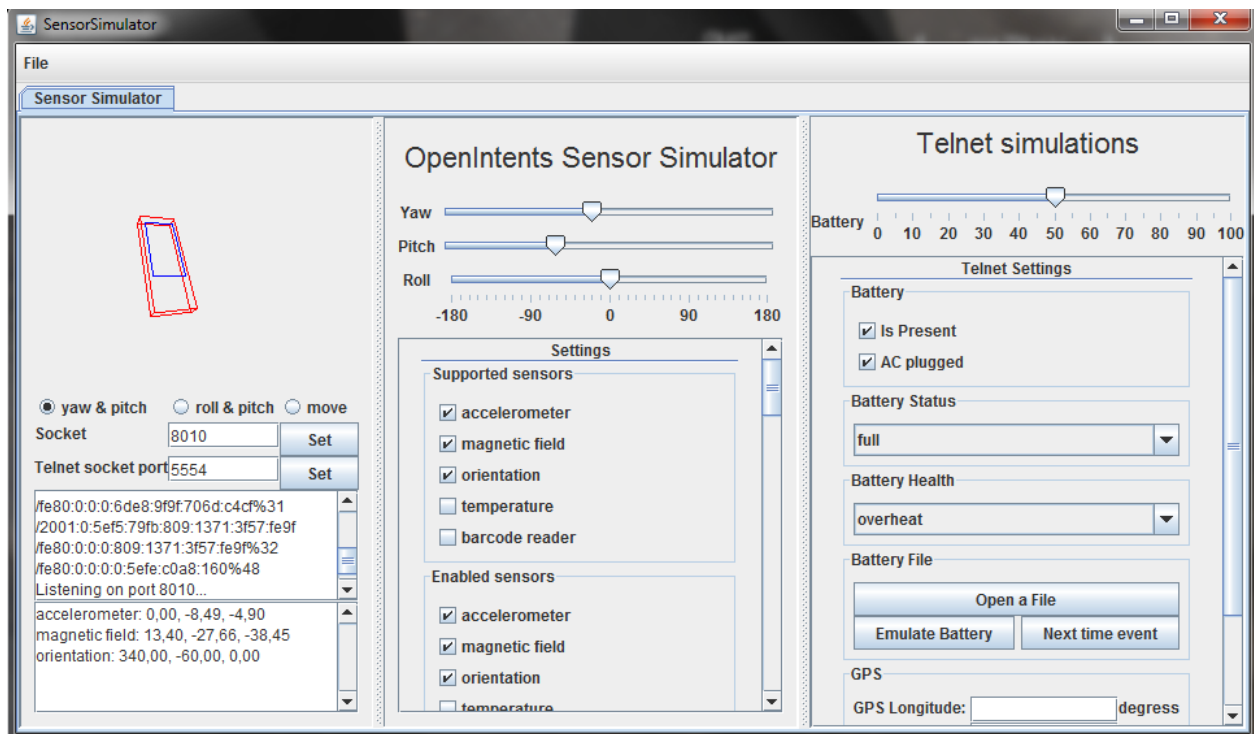 SensorSimulator
File
Sensor Simulator
yaw & pitch roll & pitch move
Socket 8010 Set
Telnet socket port 5554 Set
/fe80:0:0:0:6de8:9f9f:706d:c4cf%31
/2001:0:5ef5:79fb:809:1371:3f57:fe9f
/fe80:0:0:0:809:1371:3f57:fe9f%32
/fe80:0:0:0:0:5efe:c0a8:160%48
Listening on port 8010...
accelerometer: 0,00, -8,49, -4,90
magnetic field: 13,40, -27,66, -38,45
orientation: 340,00, -60,00, 0,00
OpenIntents Sensor Simulator
Yaw
Pitch
Roll
-180 -90 0 90 180
Settings
Supported sensors
accelerometer
magnetic field
orientation
temperature
barcode reader
Enabled sensors
accelerometer
magnetic field
orientation
temperature
Telnet simulations
Battery
0 10 20 30 40 50 60 70 80 90 100
Telnet Settings
Battery
Is Present
AC plugged
Battery Status
full
Battery Health
overheat
Battery File
Open a File
Emulate Battery Next time event
GPS
GPS Longitude: degress